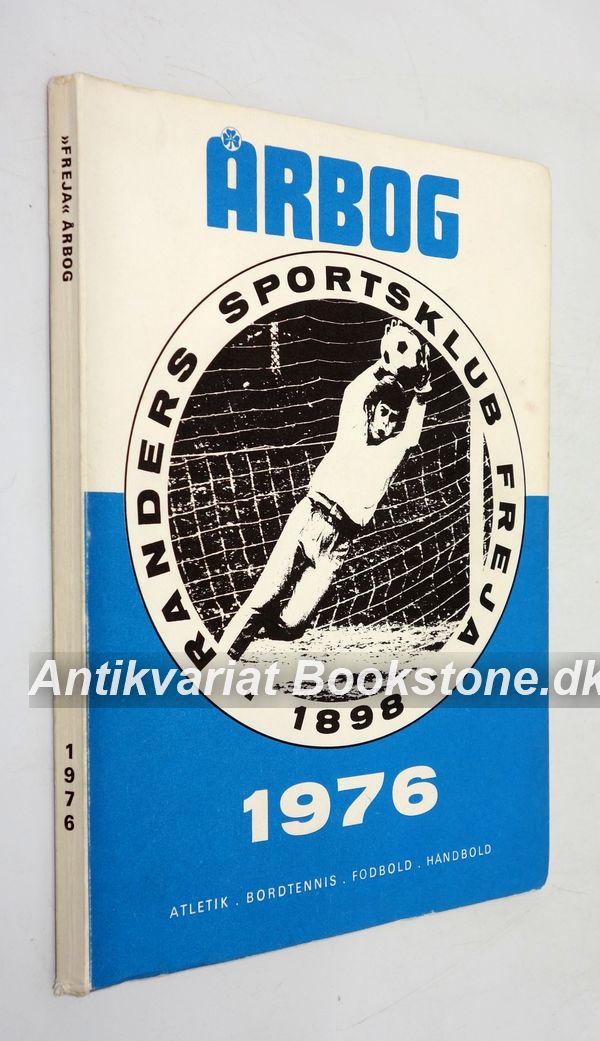 »FREJA« ÅRBOG
1976
ÅRBOG
RANDERS SPORTSKLUB FREJA
1898
Antikvariat Bookstone.dk
1976
ATLETIK . BORDTENNIS . FODBOLD . HANDBOLD